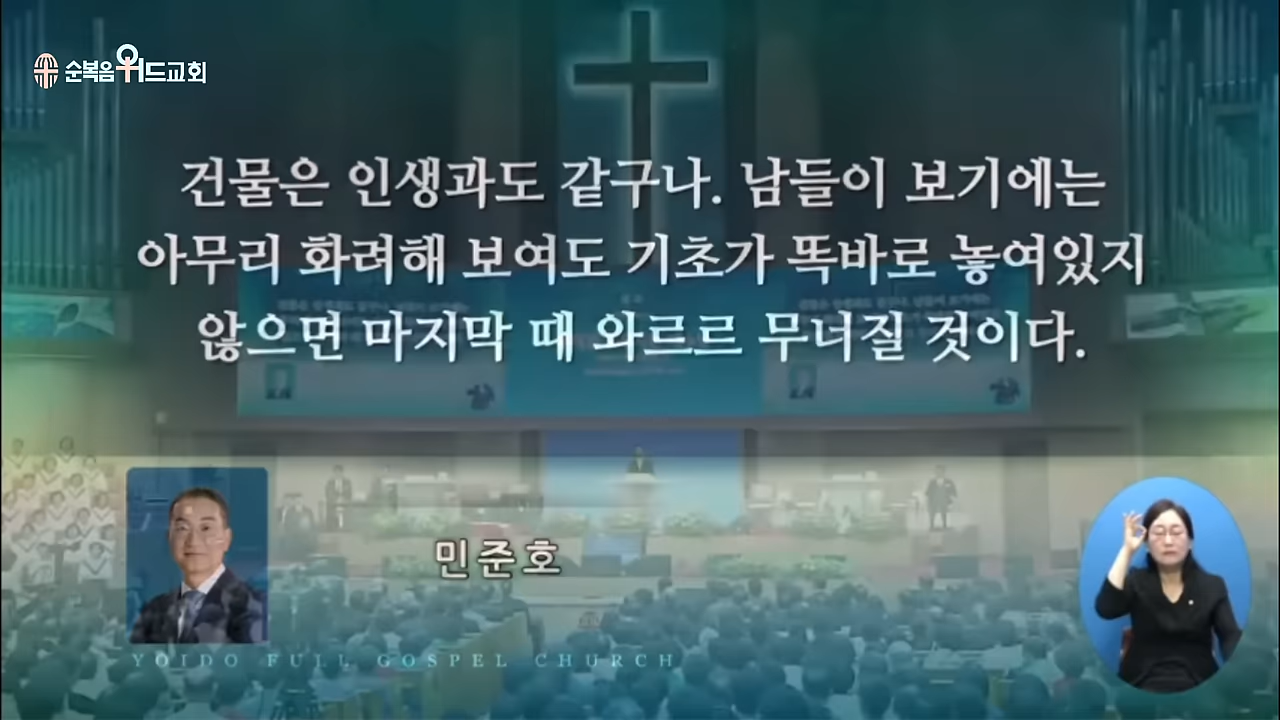 순복음워드교회
건물은 인생과도 같구나. 남들이 보기에는
아무리 화려해 보여도 기초가 똑바로 놓여있지
않으면 마지막 때 와르르 무너질 것이다.
민준호
YOIDO FULL GOSPEL CHURCH